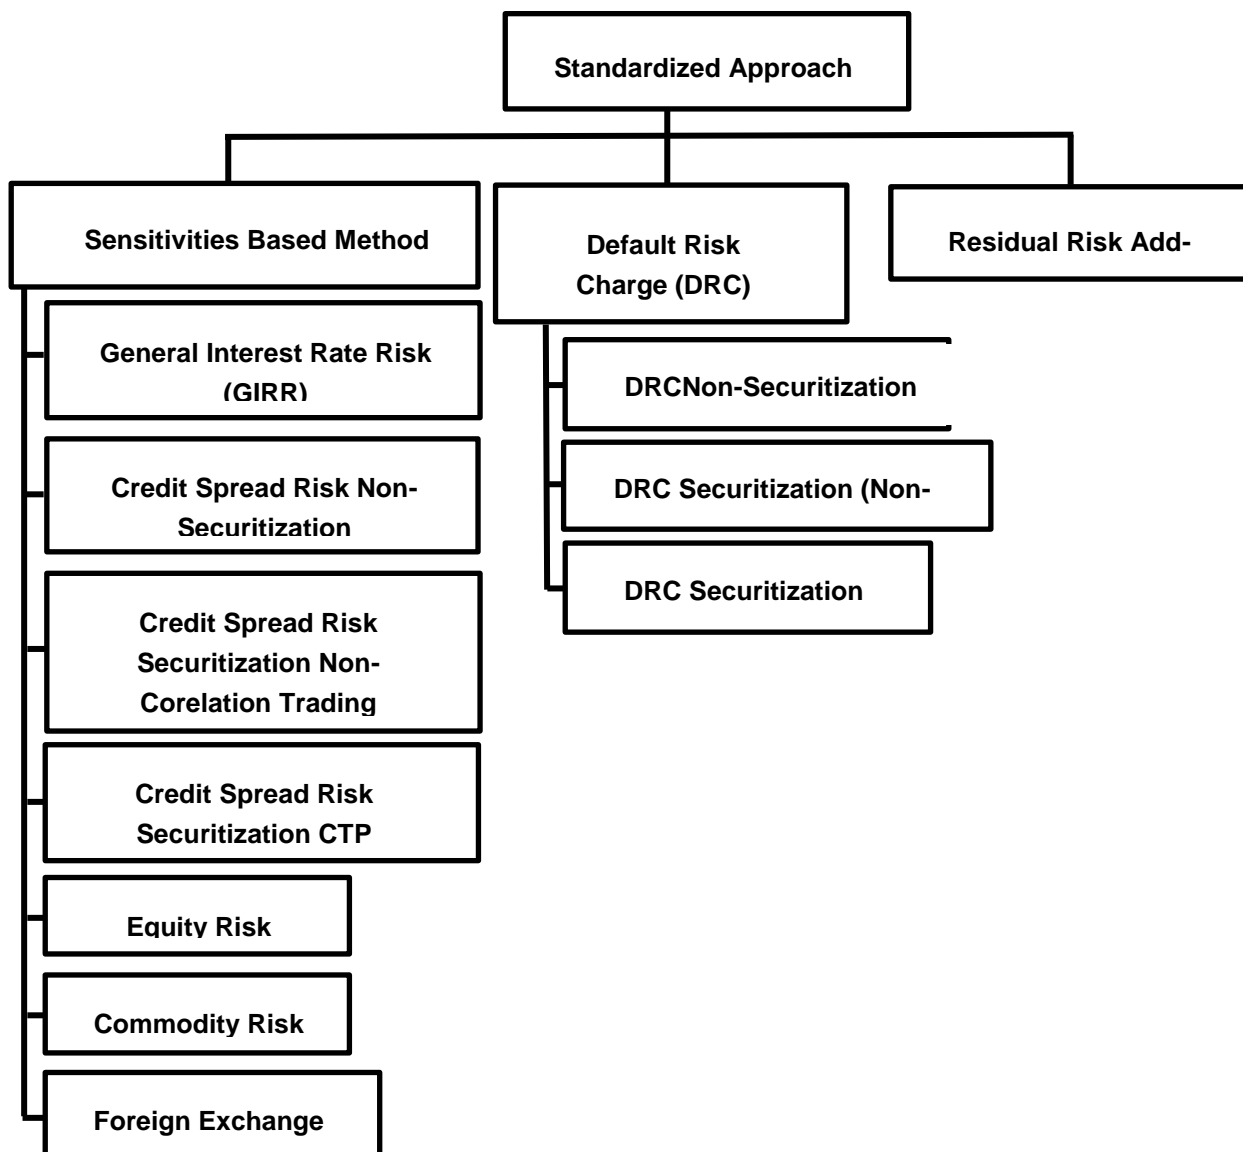 Standardized Approach
Sensitivities Based Method
General Interest Rate Risk
(GIRR)
Credit Spread Risk Non-
Securitization
Credit Spread Risk
Securitization Non-
Corelation Trading
Credit Spread Risk
Securitization CTP
Equity Risk
Commodity Risk
Foreign Exchange
Default Risk
Charge (DRC)
DRCNon-Securitization
DRC Securitization (Non-
DRC Securitization
Residual Risk Add-